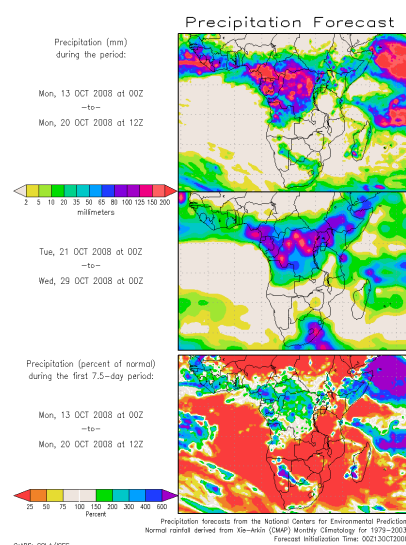 Precipitation Forecast
Precipitation (mm)
during the period:
Mon, 13 OCT 2008 at 00Z
-to-
Mon, 20 OCT 2008 at 12Z
2 5 10 20 35 50 65 80 100 125 150 200
millimeters
Tue, 21 OCT 2008 at 00Z
-to-
Wed, 29 OCT 2008 at 00Z
Precipitation (percent of normal)
during the first 7.5-day period:
Mon, 13 OCT 2008 at 00Z
-to-
Mon, 20 OCT 2008 at 12Z
25 50 75 100 150 200 300 400 600
Percent
Precipitation forecasts from the National Centers for Environmental Prediction
Normal rainfall derived from Xie-Arkin (CMAP) Monthly Climatology for 1979-2003
Forecast Initialization Time: 00Z13OCT2008